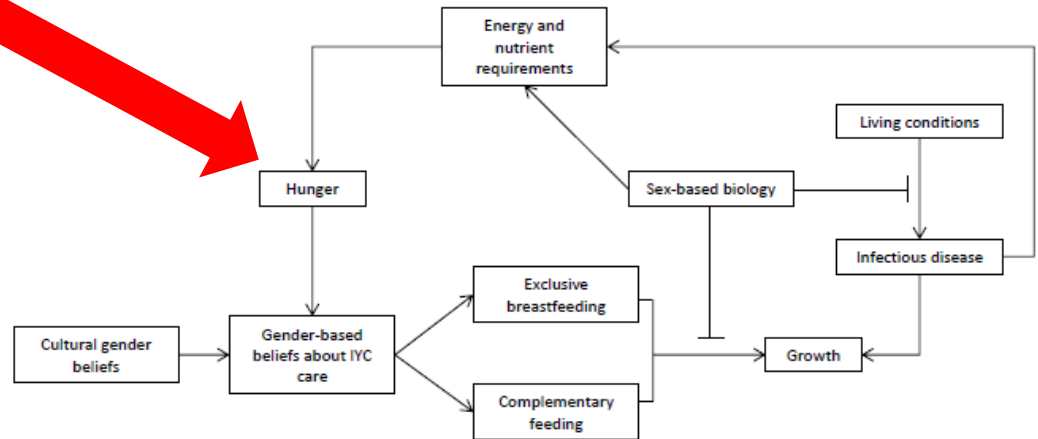 Energy and
nutrient
requirements
Living conditions
Hunger
Sex-based biology
Infectious disease
Exclusive
breastfeeding
Cultural gender
beliefs
Gender-based
beliefs about IYC
care
Growth
Complementary
feeding